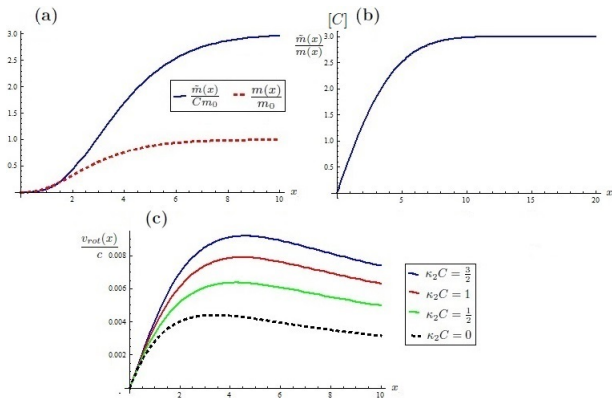 (a)
3.0
2.5
2.0
1.5
1.0
0.5
2 4 6 8 10 x
m̃(x)/Cm₀ m(x)/m₀
(b)
[C]
m̃(x)/m(x)
3.0
2.5
2.0
1.5
1.0
0.5
0 5 10 15 20 x
(c)
v_rot(x)/c
0.008
0.006
0.004
0.002
2 4 6 8 10 x
κ₂C = 3/2
κ₂C = 1
κ₂C = 1/2
κ₂C = 0